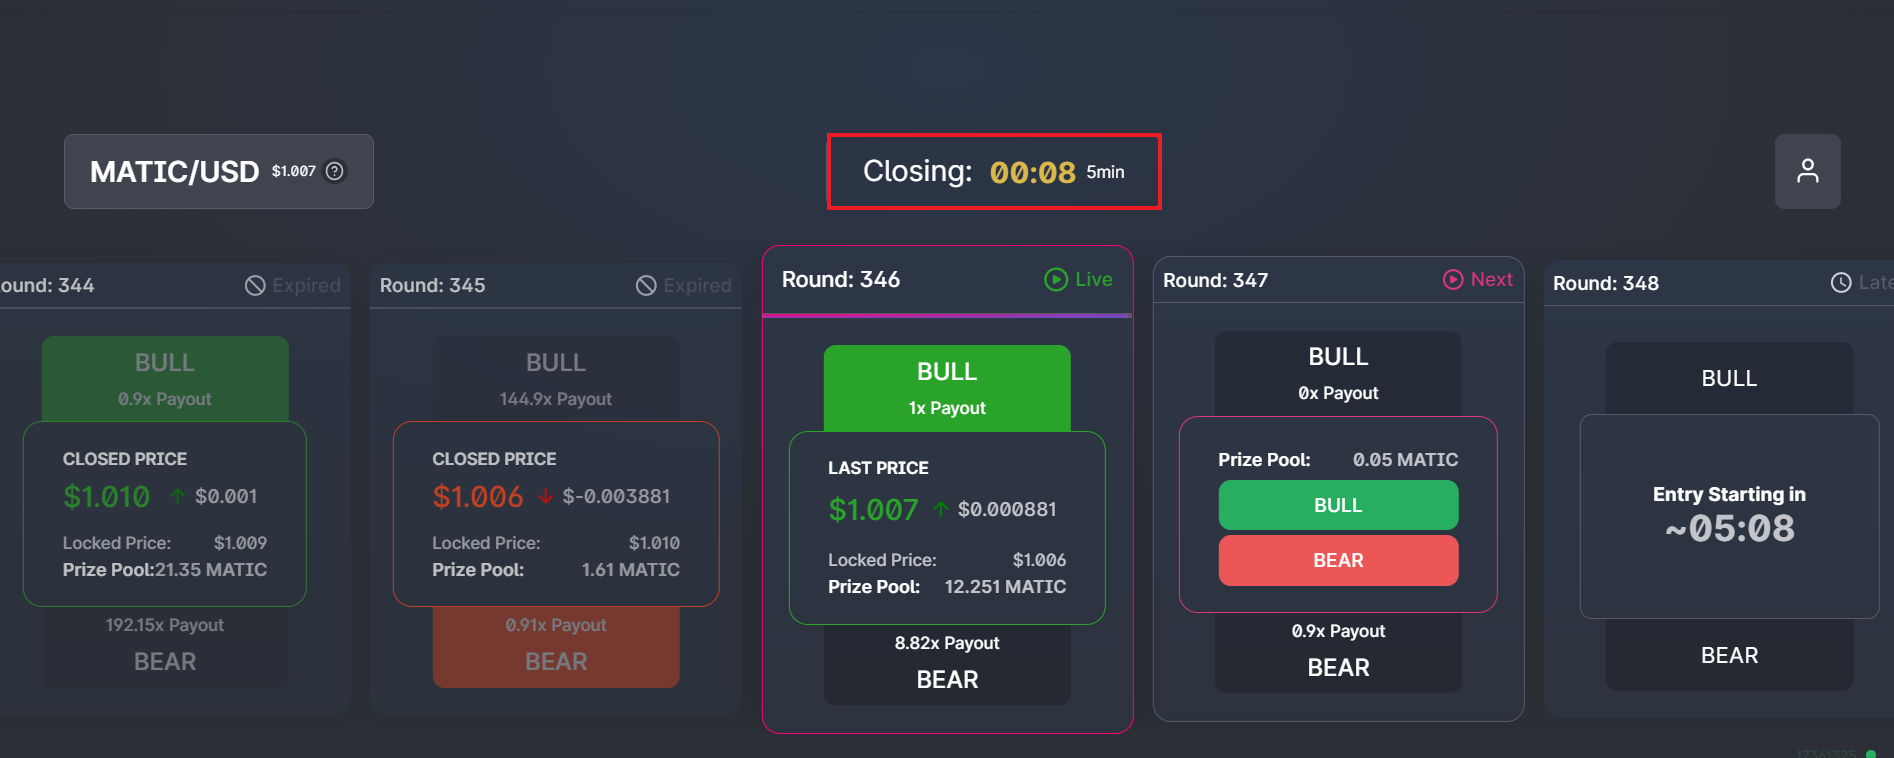 MATIC/USD $1.007 ?
Closing: 00:08 5min
ound: 344 Expired
BULL
0.9x Payout
CLOSED PRICE
$1.010 ↑ $0.001
Locked Price: $1.009
Prize Pool:21.35 MATIC
192.15x Payout
BEAR
Round: 345 Expired
BULL
144.9x Payout
CLOSED PRICE
$1.006 ↓ $-0.003881
Locked Price: $1.010
Prize Pool: 1.61 MATIC
0.91x Payout
BEAR
Round: 346 Live
BULL
1x Payout
LAST PRICE
$1.007 ↑ $0.000881
Locked Price: $1.006
Prize Pool: 12.251 MATIC
8.82x Payout
BEAR
Round: 347 Next
BULL
0x Payout
Prize Pool: 0.05 MATIC
BULL
BEAR
0.9x Payout
BEAR
Round: 348 Late
BULL
Entry Starting in
~05:08
BEAR
17361325